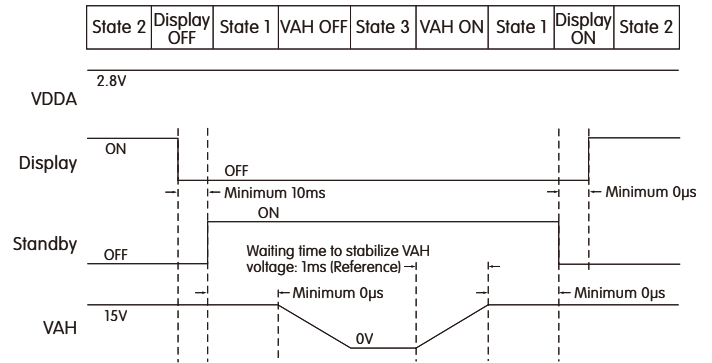 State 2
Display
OFF
State 1
VAH OFF
State 3
VAH ON
State 1
Display
ON
State 2
VDDA
2.8V
Display
ON
OFF
Minimum 10ms
Minimum 0µs
Standby
OFF
ON
Waiting time to stabilize VAH
voltage: 1ms (Reference)
Minimum 0µs
Minimum 0µs
VAH
15V
0V